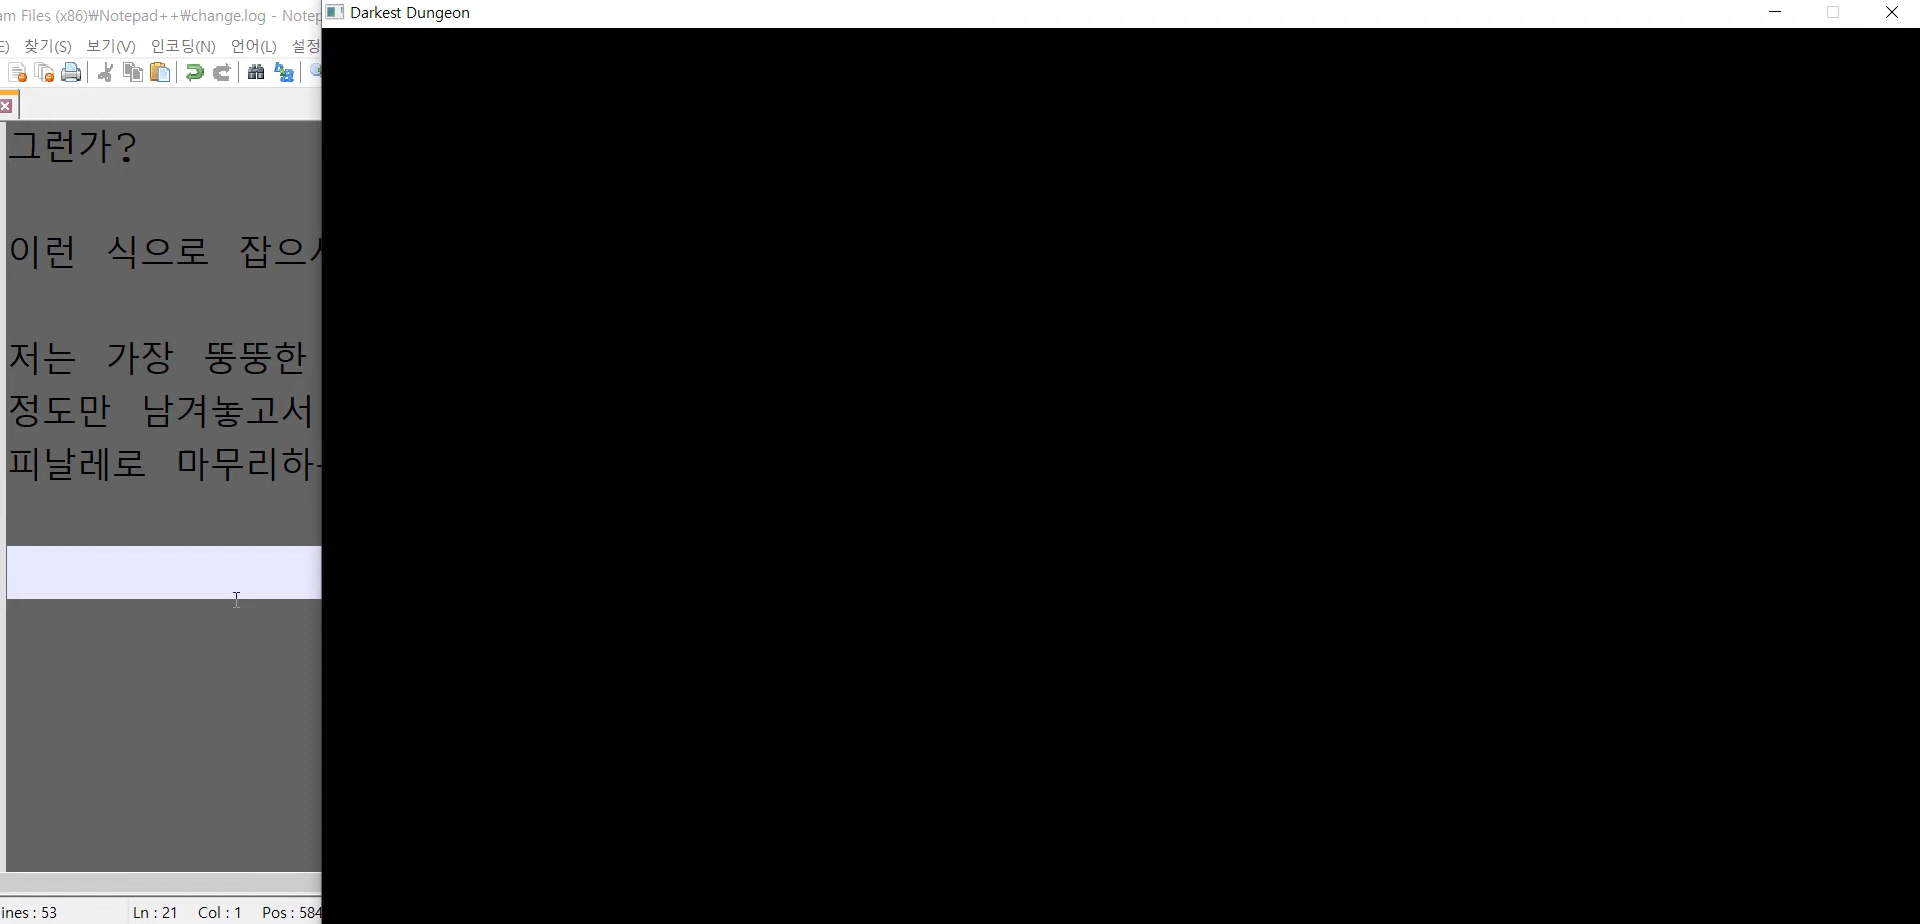 am Files (x86)₩Notepad++₩change.log - Notep
Darkest Dungeon
E) 찾기(S) 보기(V) 인코딩(N) 언어(L) 설정
그런가?
이런 식으로 잡으
저는 가장 뚱뚱한
정도만 남겨놓고서
피날레로 마무리하
ines : 53 Ln : 21 Col : 1 Pos : 584